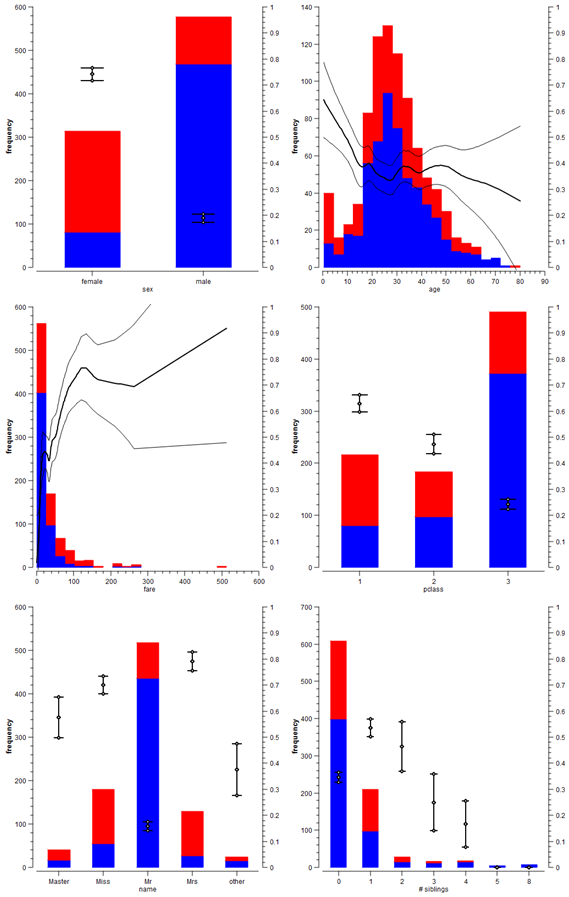 600 500 400 300 200 100 0
frequency
1 0.9 0.8 0.7 0.6 0.5 0.4 0.3 0.2 0.1 0
female male
sex
140 120 100 80 60 40 20 0
frequency
1 0.9 0.8 0.7 0.6 0.5 0.4 0.3 0.2 0.1 0
0 10 20 30 40 50 60 70 80 90
age
600 500 400 300 200 100 0
frequency
1 0.9 0.8 0.7 0.6 0.5 0.4 0.3 0.2 0.1 0
0 100 200 300 400 500 600
fare
500 400 300 200 100 0
frequency
1 0.9 0.8 0.7 0.6 0.5 0.4 0.3 0.2 0.1 0
1 2 3
pclass
600 500 400 300 200 100 0
frequency
1 0.9 0.8 0.7 0.6 0.5 0.4 0.3 0.2 0.1 0
Master Miss Mr Mrs other
name
700 600 500 400 300 200 100 0
frequency
1 0.9 0.8 0.7 0.6 0.5 0.4 0.3 0.2 0.1 0
0 1 2 3 4 5 8
# siblings